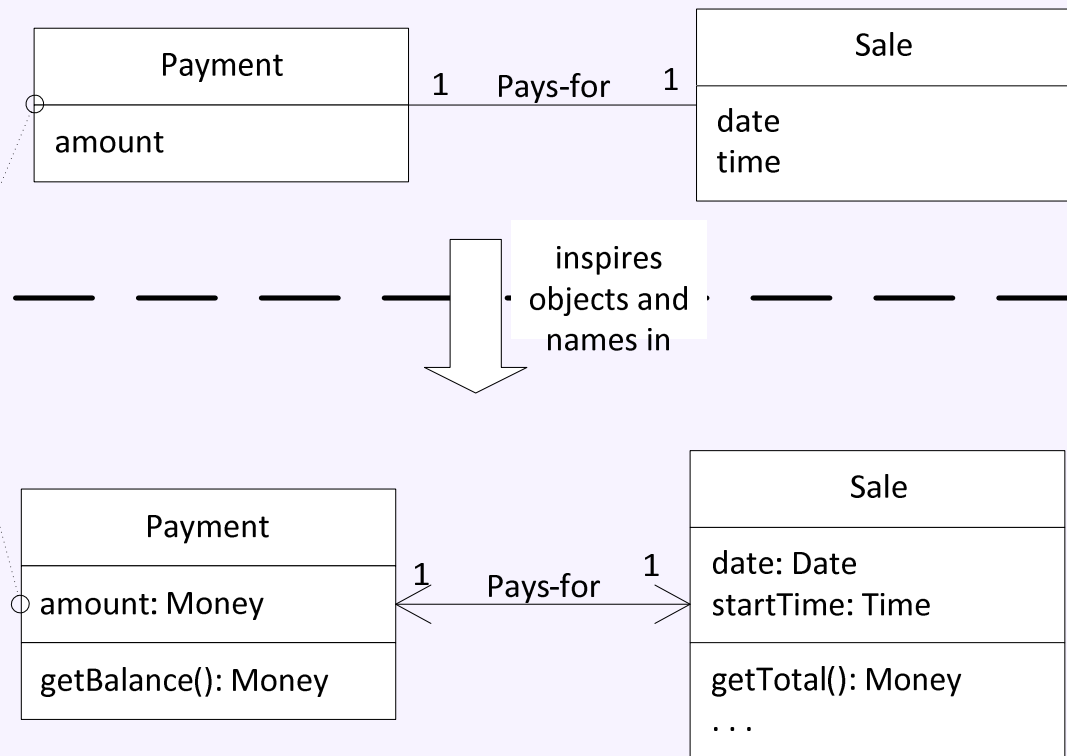 Payment
amount
1 Pays-for 1
Sale
date
time
inspires
objects and
names in
Payment
amount: Money
getBalance(): Money
1 Pays-for 1
Sale
date: Date
startTime: Time
getTotal(): Money
. . .